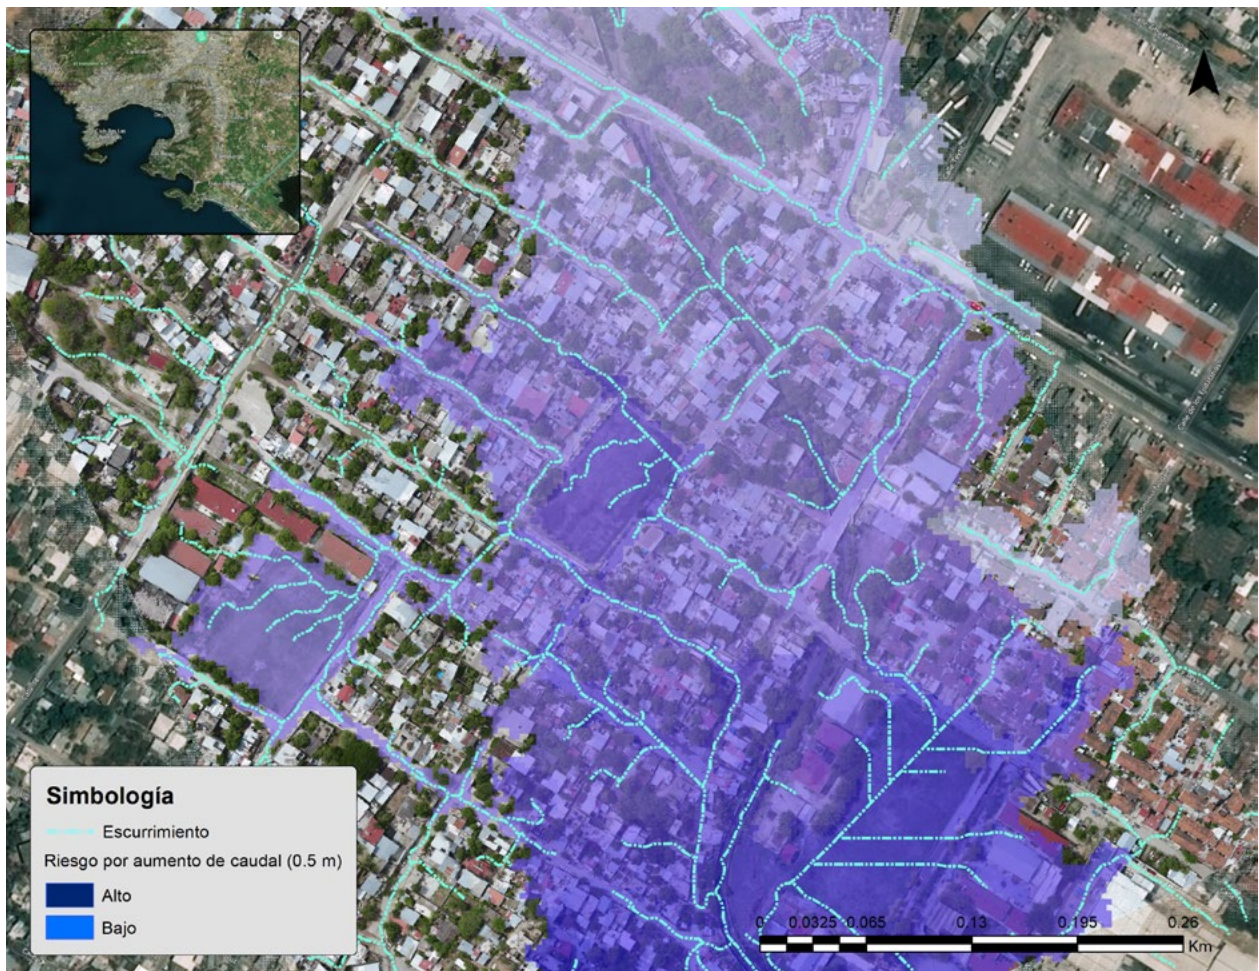 Simbología
Escurrimiento
Riesgo por aumento de caudal (0.5 m)
Alto
Bajo
0 0.0325 0.065 0.13 0.195 0.26
Km